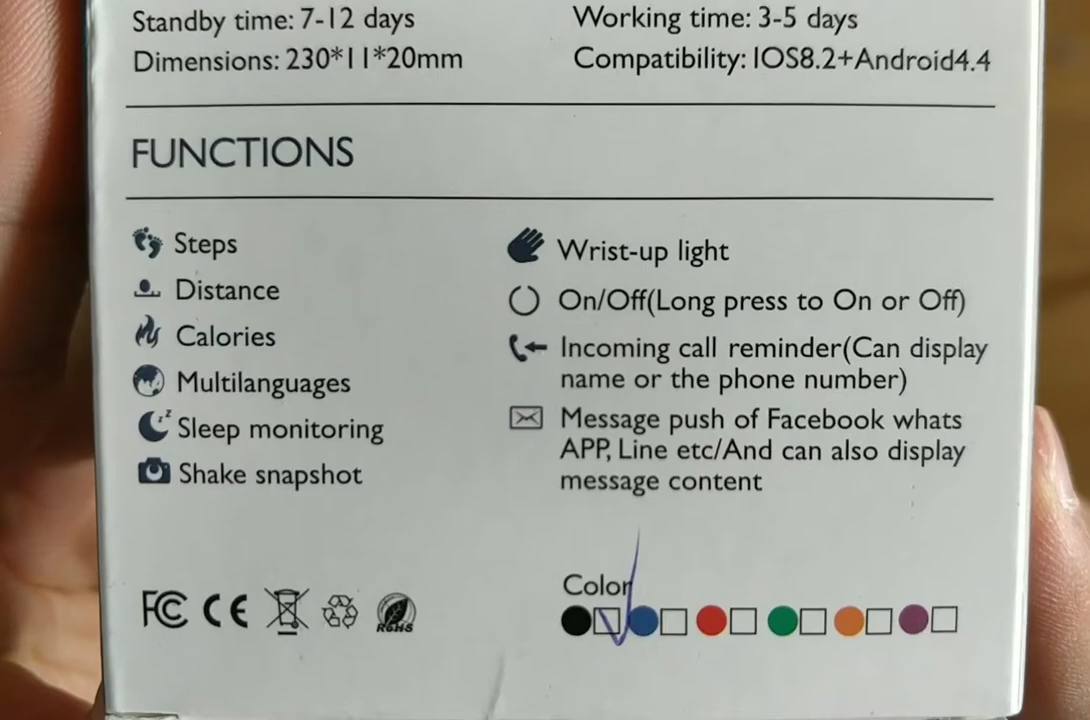 Standby time: 7-12 days
Working time: 3-5 days
Dimensions: 230*11*20mm
Compatibility: IOS8.2+Android4.4
FUNCTIONS
Steps
Distance
Calories
Multilanguages
Sleep monitoring
Shake snapshot
Wrist-up light
On/Off(Long press to On or Off)
Incoming call reminder(Can display
name or the phone number)
Message push of Facebook whats
APP, Line etc/And can also display
message content
FC CE RoHS
Color